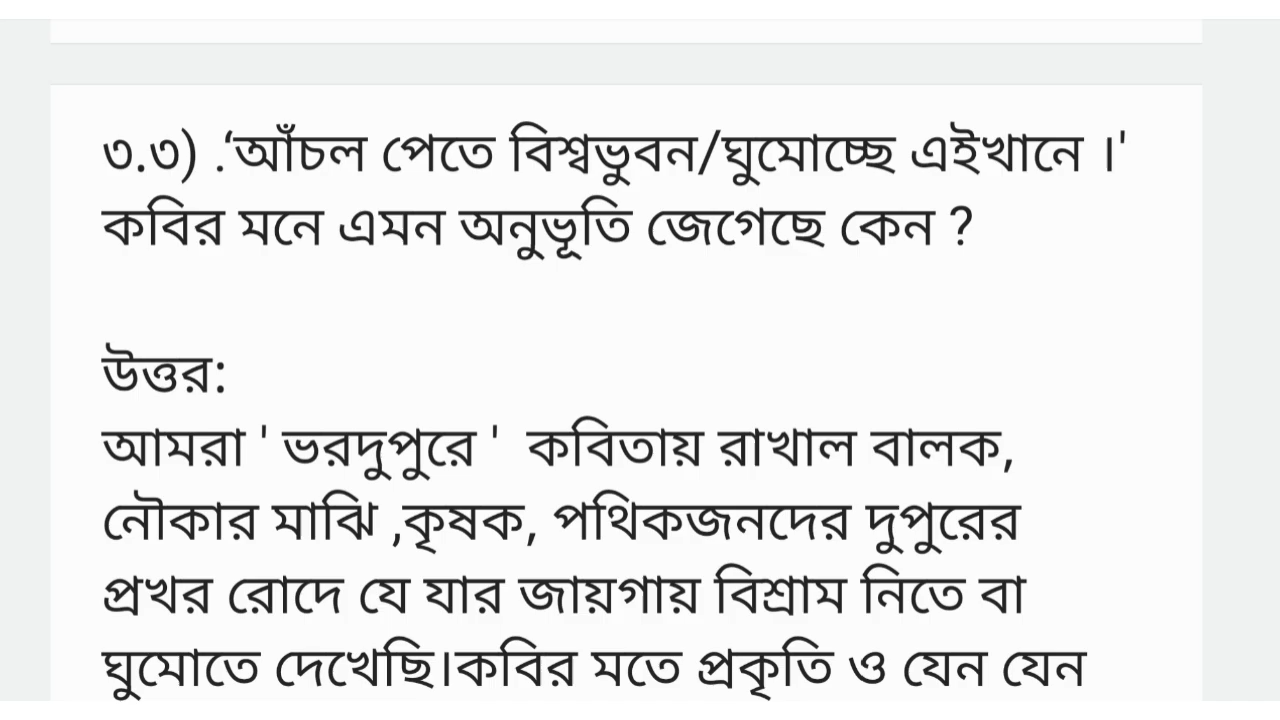 ৩.৩) .‘আঁচল পেতে বিশ্বভুবন/ঘুমোচ্ছে এইখানে ।'
কবির মনে এমন অনুভূতি জেগেছে কেন ?
উত্তর:
আমরা ' ভরদুপুরে '  কবিতায় রাখাল বালক,
নৌকার মাঝি ,কৃষক, পথিকজনদের দুপুরের
প্রখর রোদে যে যার জায়গায় বিশ্রাম নিতে বা
ঘুমোতে দেখেছি।কবির মতে প্রকৃতি ও যেন যেন